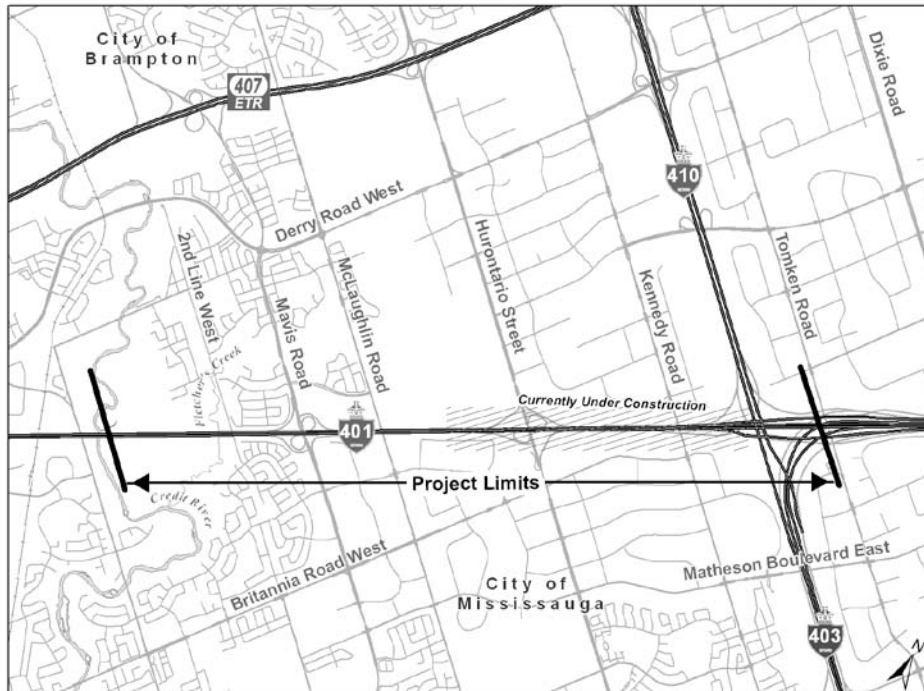 City of
Brampton
407
ETR
Dixie Road
410
Derry Road West
2nd Line West
McLaughlin Road
Mavis Road
Hurontario Street
Kennedy Road
Tomken Road
Fletcher's Creek
Currently Under Construction
401
Project Limits
Credit River
Britannia Road West
City of
Mississauga
Matheson Boulevard East
403
N